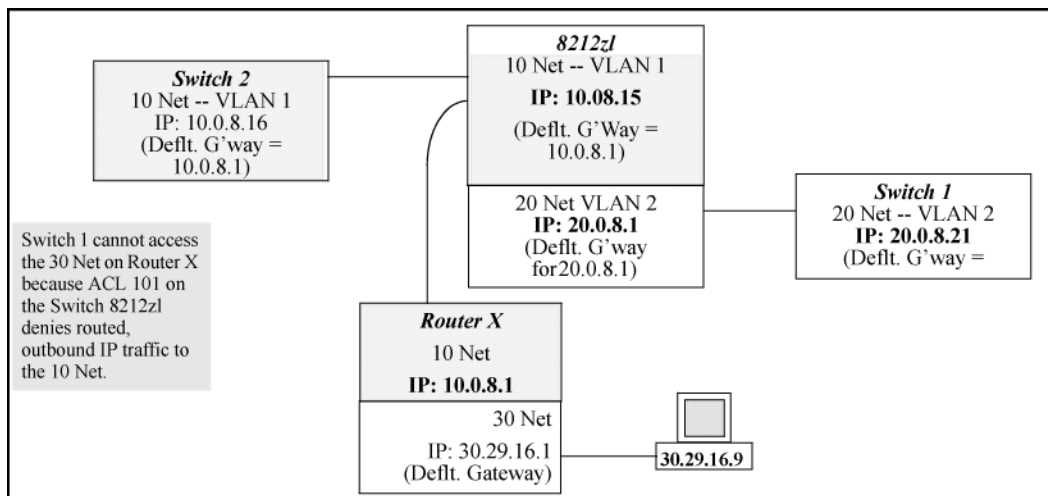 8212zl
10 Net -- VLAN 1
IP: 10.08.15
(Deflt. G'Way =
10.0.8.1)
20 Net VLAN 2
IP: 20.0.8.1
(Deflt. G'way
for20.0.8.1)
Switch 2
10 Net -- VLAN 1
IP: 10.0.8.16
(Deflt. G'way =
10.0.8.1)
Switch 1
20 Net -- VLAN 2
IP: 20.0.8.21
(Deflt. G'way =
Switch 1 cannot access
the 30 Net on Router X
because ACL 101 on
the Switch 8212zl
denies routed,
outbound IP traffic to
the 10 Net.
Router X
10 Net
IP: 10.0.8.1
30 Net
IP: 30.29.16.1
(Deflt. Gateway)
30.29.16.9